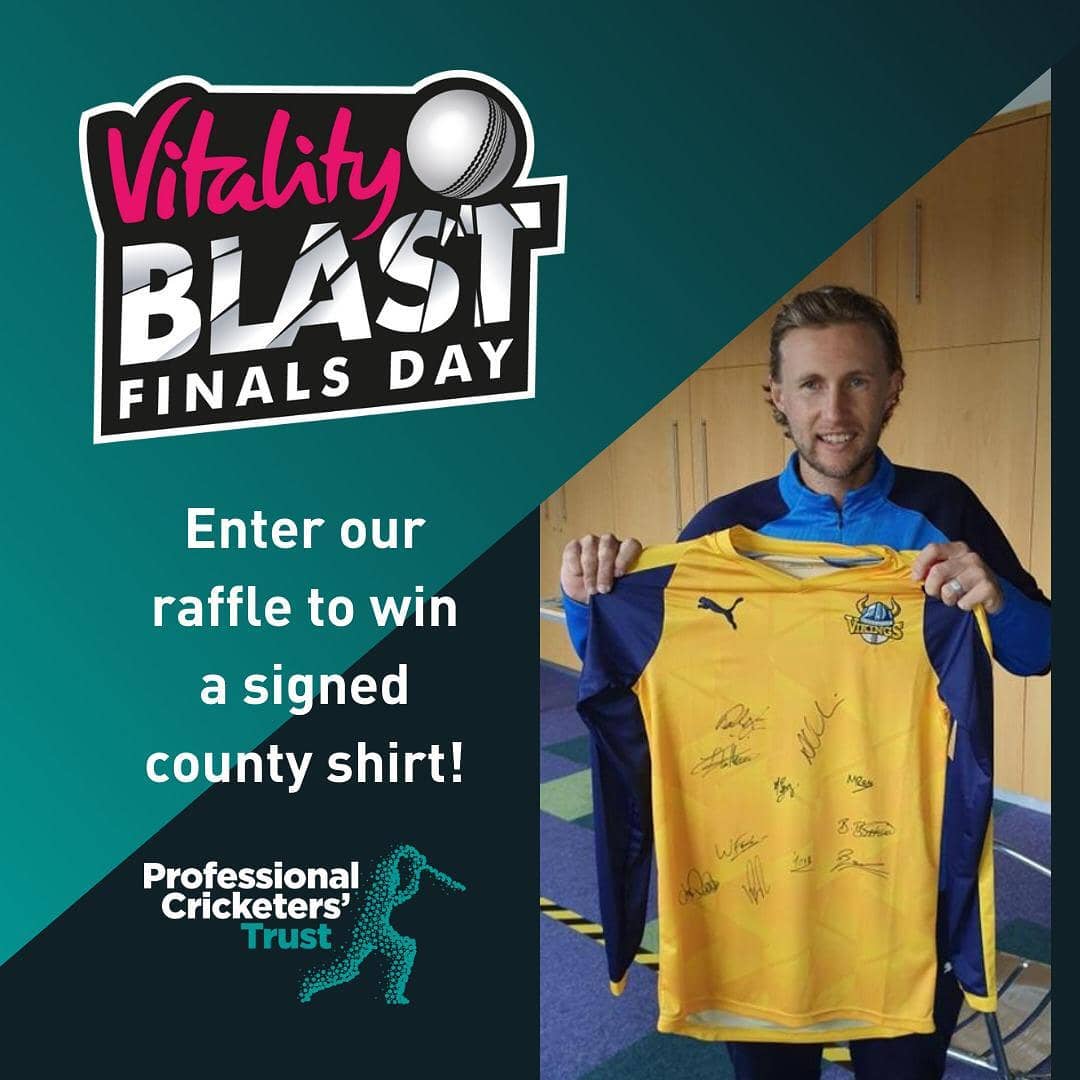 Vitality
BLAST
FINALS DAY
Enter our
raffle to win
a signed
county shirt!
Professional
Cricketers'
Trust
VIKINGS